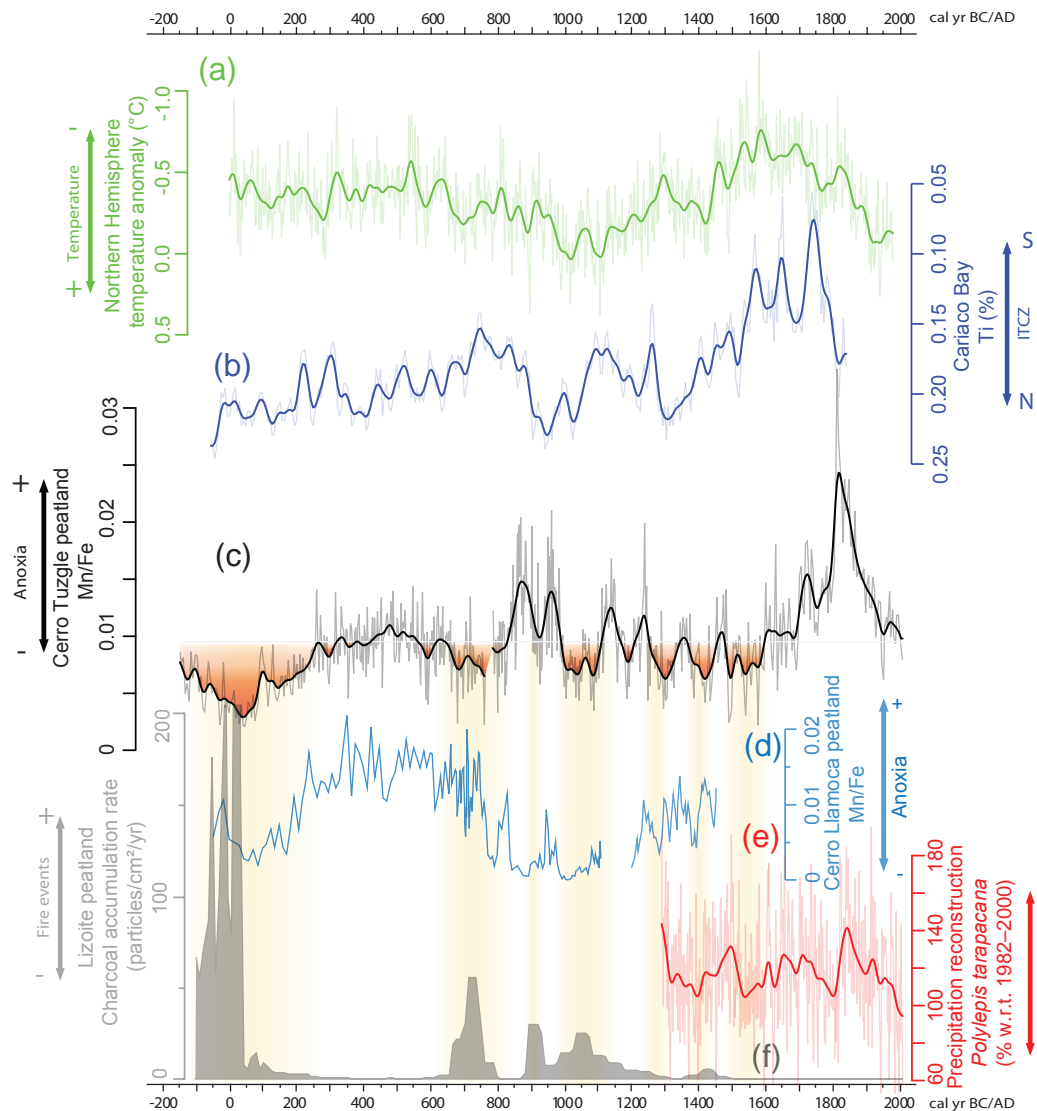 -200 0 200 400 600 800 1000 1200 1400 1600 1800 2000 cal yr BC/AD
(a)
-1.0
-0.5
0.0
0.5
Northern Hemisphere
temperature anomaly (°C)
- Temperature +
0.05
0.10
0.15
0.20
0.25
Cariaco Bay
Ti (%)
S
ITCZ
N
(b)
0.03
0.02
0.01
0
Cerro Tuzgle peatland
Mn/Fe
+ Anoxia -
(c)
(d)
0.02
0.01
0
Cerro Llamoca peatland
Mn/Fe
+ Anoxia -
200
100
0
Lizoite peatland
Charcoal accumulation rate
(particles/cm²/yr)
+ Fire events -
(e)
180
140
100
60
Precipitation reconstruction
Polylepis tarapacana
(% w.r.t. 1982–2000)
(f)
-200 0 200 400 600 800 1000 1200 1400 1600 1800 2000 cal yr BC/AD